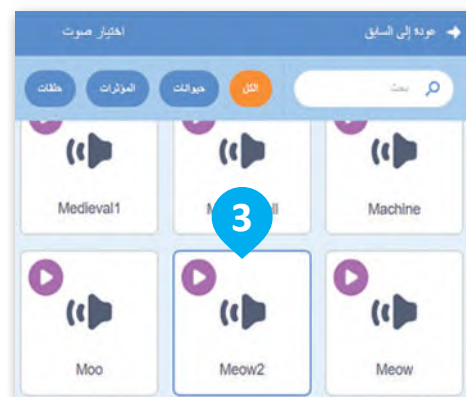 عودة إلى السابق
اختيار صوت
بحث
الكل
حيوانات
المؤثرات
حلقات
Machine
Medieval1
3
Meow
Meow2
Moo